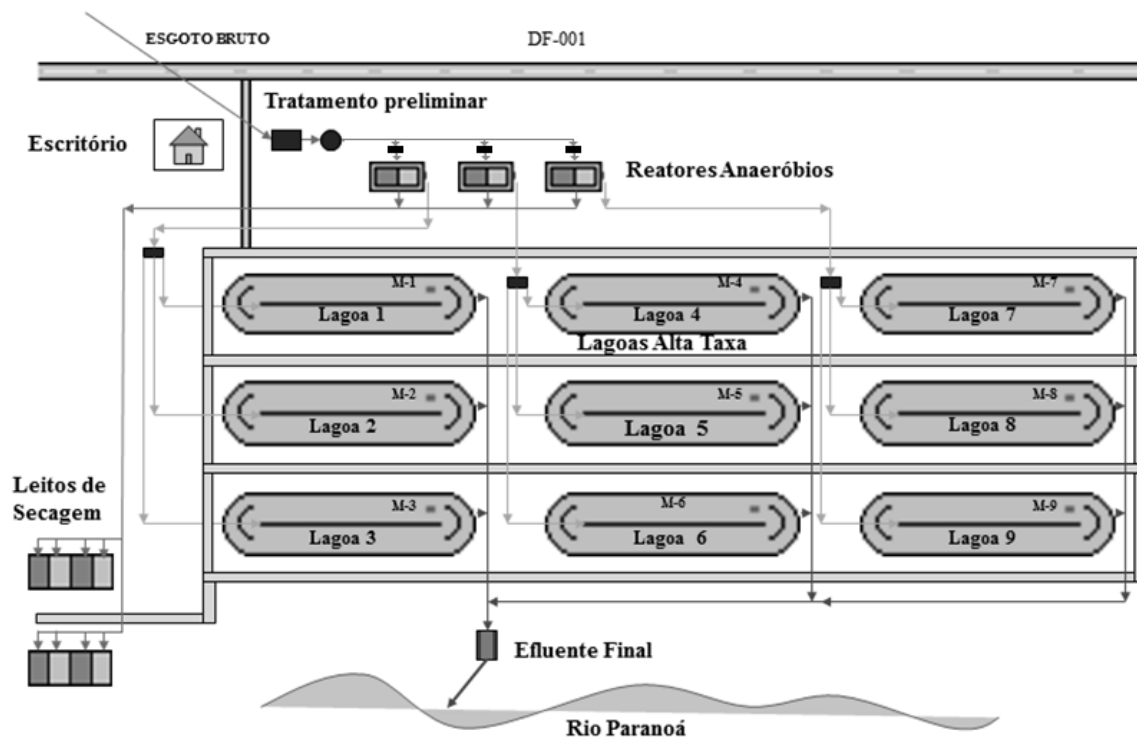 ESGOTO BRUTO
DF-001
Tratamento preliminar
Escritório
Reatores Anaeróbios
M-1
Lagoa 1
M-4
Lagoa 4
M-7
Lagoa 7
Lagoas Alta Taxa
M-2
Lagoa 2
M-5
Lagoa 5
M-8
Lagoa 8
Leitos de
Secagem
M-3
Lagoa 3
M-6
Lagoa 6
M-9
Lagoa 9
Efluente Final
Rio Paranoá